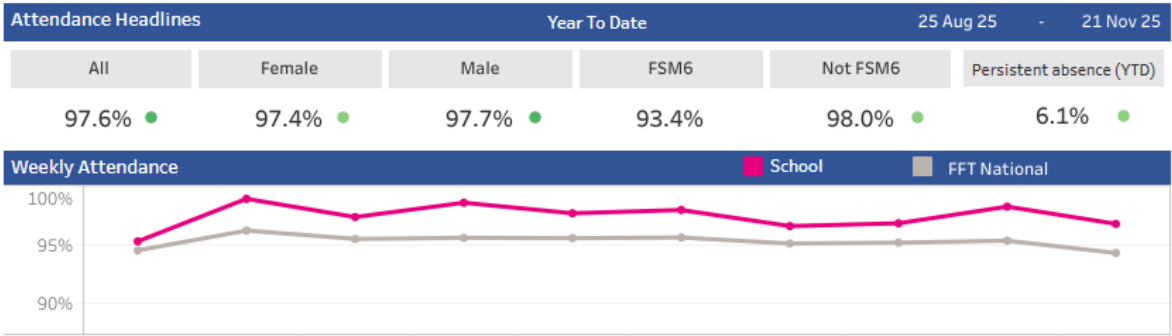 Attendance Headlines Year To Date 25 Aug 25 - 21 Nov 25
All Female Male FSM6 Not FSM6 Persistent absence (YTD)
97.6% 97.4% 97.7% 93.4% 98.0% 6.1%
Weekly Attendance School FFT National
100%
95%
90%